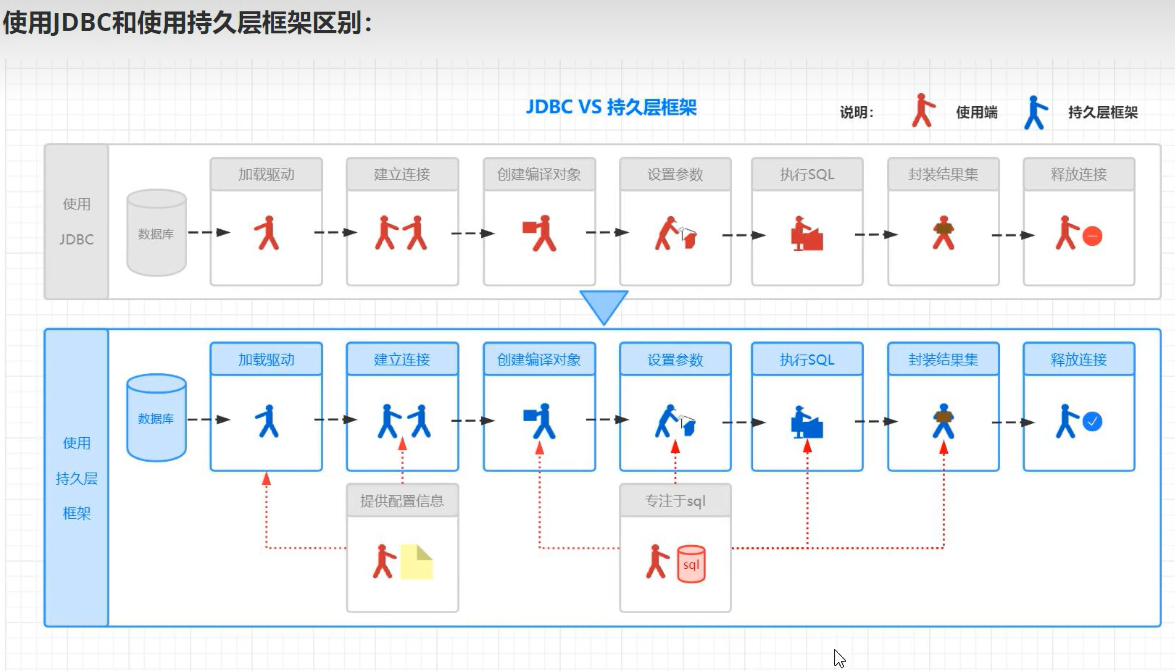 使用JDBC和使用持久层框架区别：
JDBC VS 持久层框架
说明：
使用端
持久层框架
使用
JDBC
数据库
加载驱动
建立连接
创建编译对象
设置参数
执行SQL
封装结果集
释放连接
使用
持久层
框架
数据库
加载驱动
建立连接
创建编译对象
设置参数
执行SQL
封装结果集
释放连接
提供配置信息
专注于sql
sql